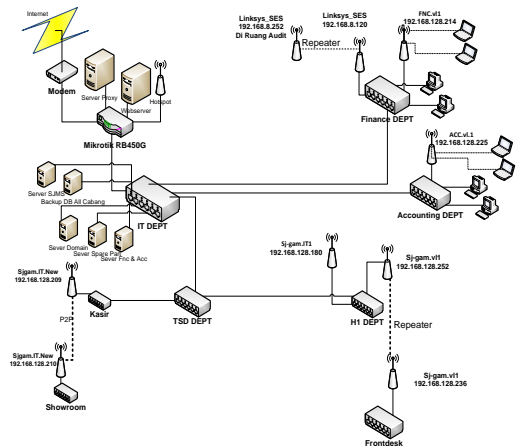 Internet
Modem
Server Proxy
Webserver
Hotspot
Mikrotik RB450G
Linksys_SES
192.168.8.252
Di Ruang Audit
Repeater
Linksys_SES
192.168.8.120
FNC.vl1
192.168.128.214
Finance DEPT
ACC.vl.1
192.168.128.225
Accounting DEPT
Server SJMS
Backup DB All Cabang
IT DEPT
Sever Domain
Sever Spare Part
Sever Fnc & Acc
Sjgam.IT.New
192.168.128.209
P2P
Kasir
TSD DEPT
Sjgam.IT.New
192.168.128.210
Showroom
Sj-gam.IT1
192.168.128.180
Sj-gam.vl1
192.168.128.252
H1 DEPT
Repeater
Sj-gam.vl1
192.168.128.236
Frontdesk